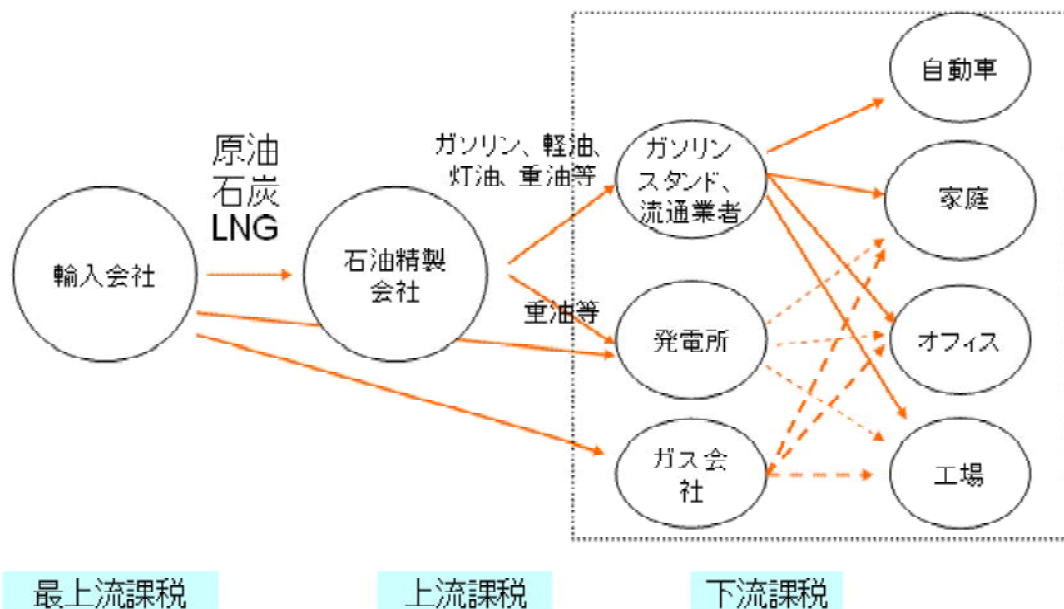 輸入会社
原油
石炭
LNG
石油精製
会社
ガソリン、軽油、
灯油、重油等
重油等
ガソリン
スタンド、
流通業者
発電所
ガス会
社
自動車
家庭
オフィス
工場
最上流課税
上流課税
下流課税